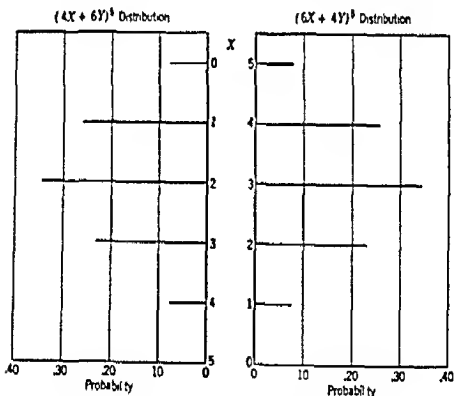 (4X + 6Y)⁵ Distribution
(6X + 4Y)⁵ Distribution
X
0
1
2
3
4
5
5
4
3
2
1
0
.40 .30 .20 10 0
0 10 .20 .30 .40
Probability
Probability